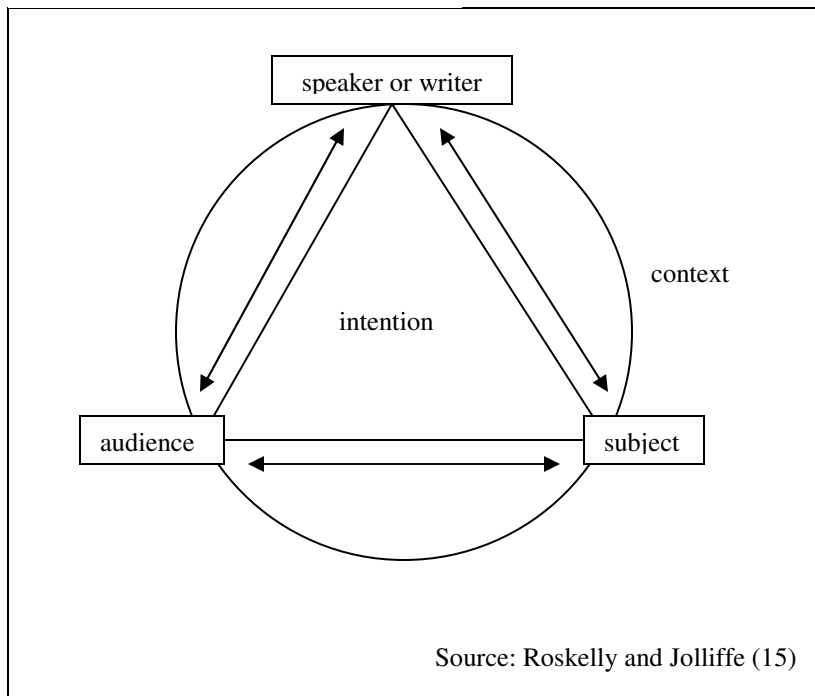 speaker or writer
context
intention
audience
subject
Source: Roskelly and Jolliffe (15)